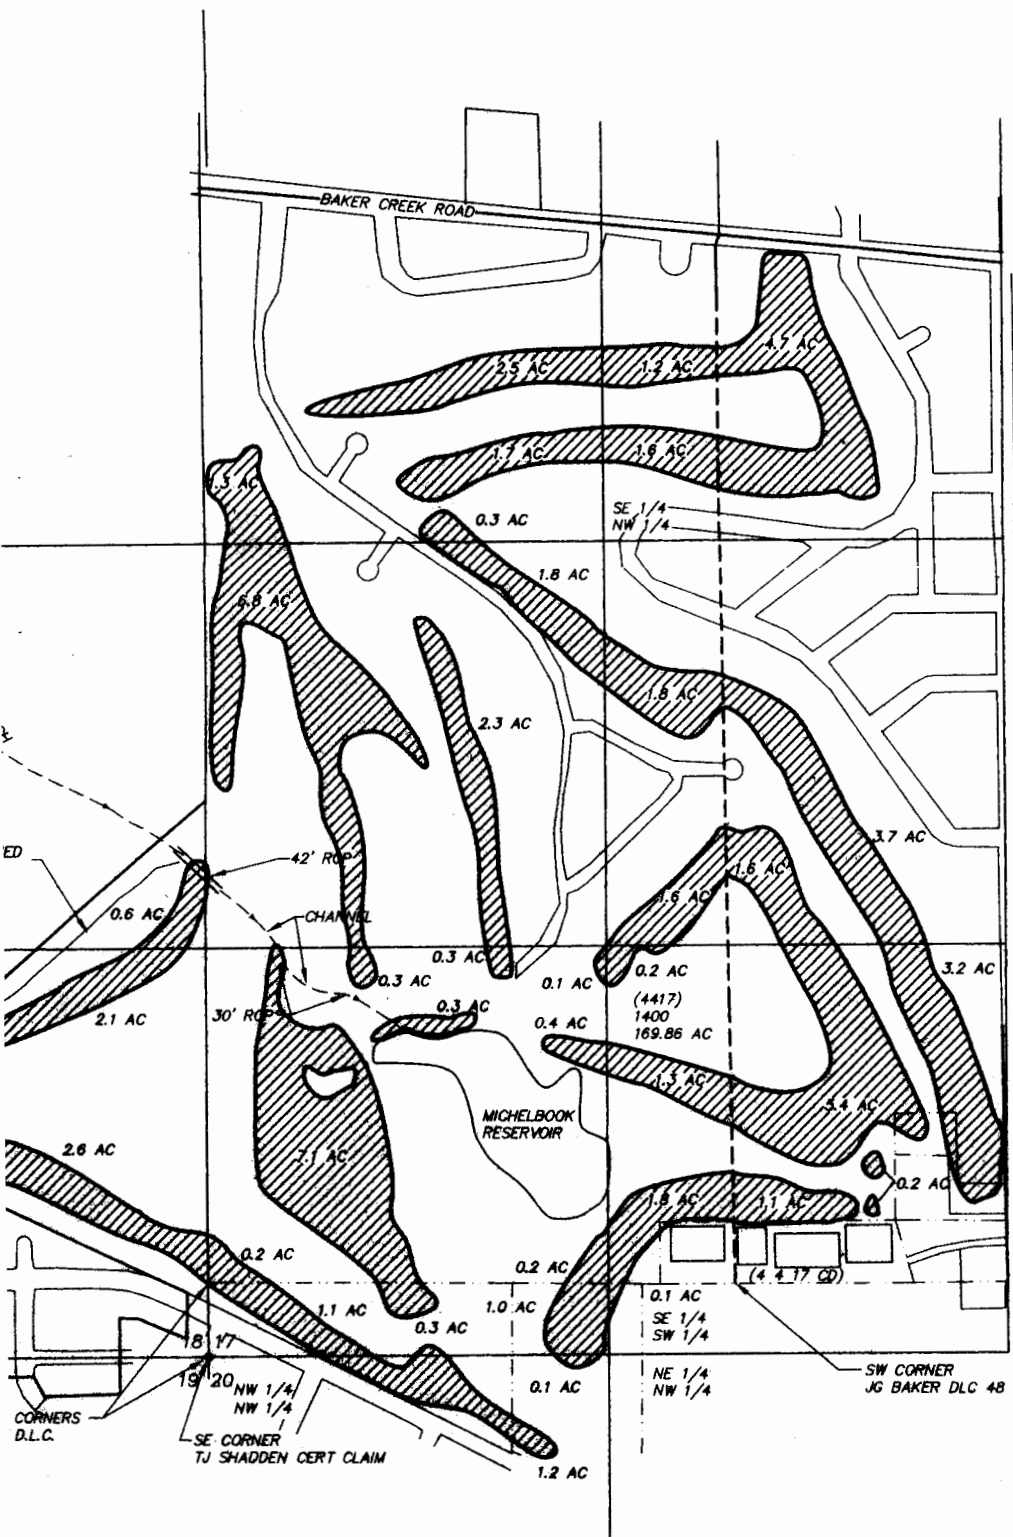 BAKER CREEK ROAD
4.7 AC
2.5 AC
1.2 AC
1.7 AC
1.6 AC
1.3 AC
0.3 AC
SE 1/4
NW 1/4
1.8 AC
6.8 AC
1.8 AC
2.3 AC
3.7 AC
42' RCP
1.6 AC
1.6 AC
0.6 AC
CHANNEL
0.3 AC
0.3 AC
0.1 AC
0.2 AC
3.2 AC
(4417)
1400
169.86 AC
2.1 AC
30' RCP
0.3 AC
0.4 AC
1.3 AC
3.4 AC
MICHELBOOK
RESERVOIR
2.6 AC
7.1 AC
0.2 AC
1.8 AC
1.1 AC
0.2 AC
0.2 AC
(4 4 17 CD)
1.1 AC
1.0 AC
0.1 AC
SE 1/4
SW 1/4
0.3 AC
18 17
19 20
NW 1/4
NW 1/4
0.1 AC
NE 1/4
NW 1/4
SW CORNER
JG BAKER DLC 48
CORNERS
D.L.C.
SE CORNER
TJ SHADDEN CERT CLAIM
1.2 AC